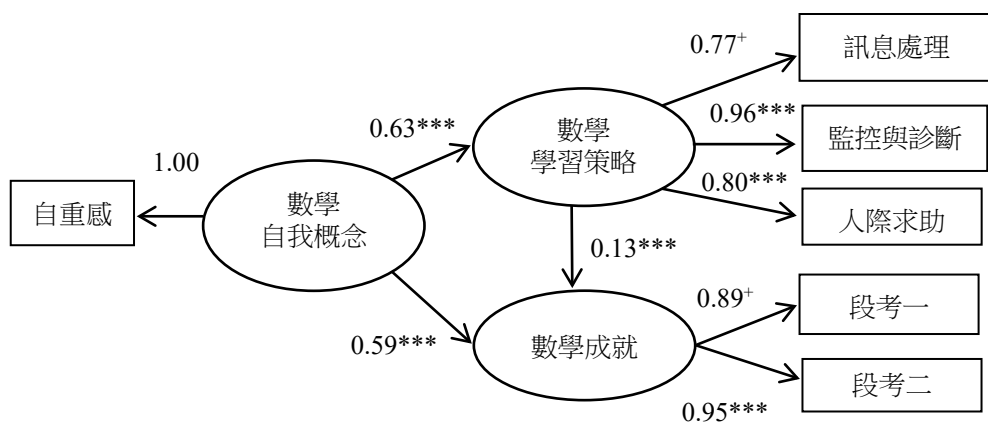 0.77+
訊息處理
0.63***
數學
學習策略
0.96***
監控與診斷
1.00
0.80***
自重感
數學
自我概念
人際求助
0.13***
0.89+
段考一
0.59***
數學成就
段考二
0.95***